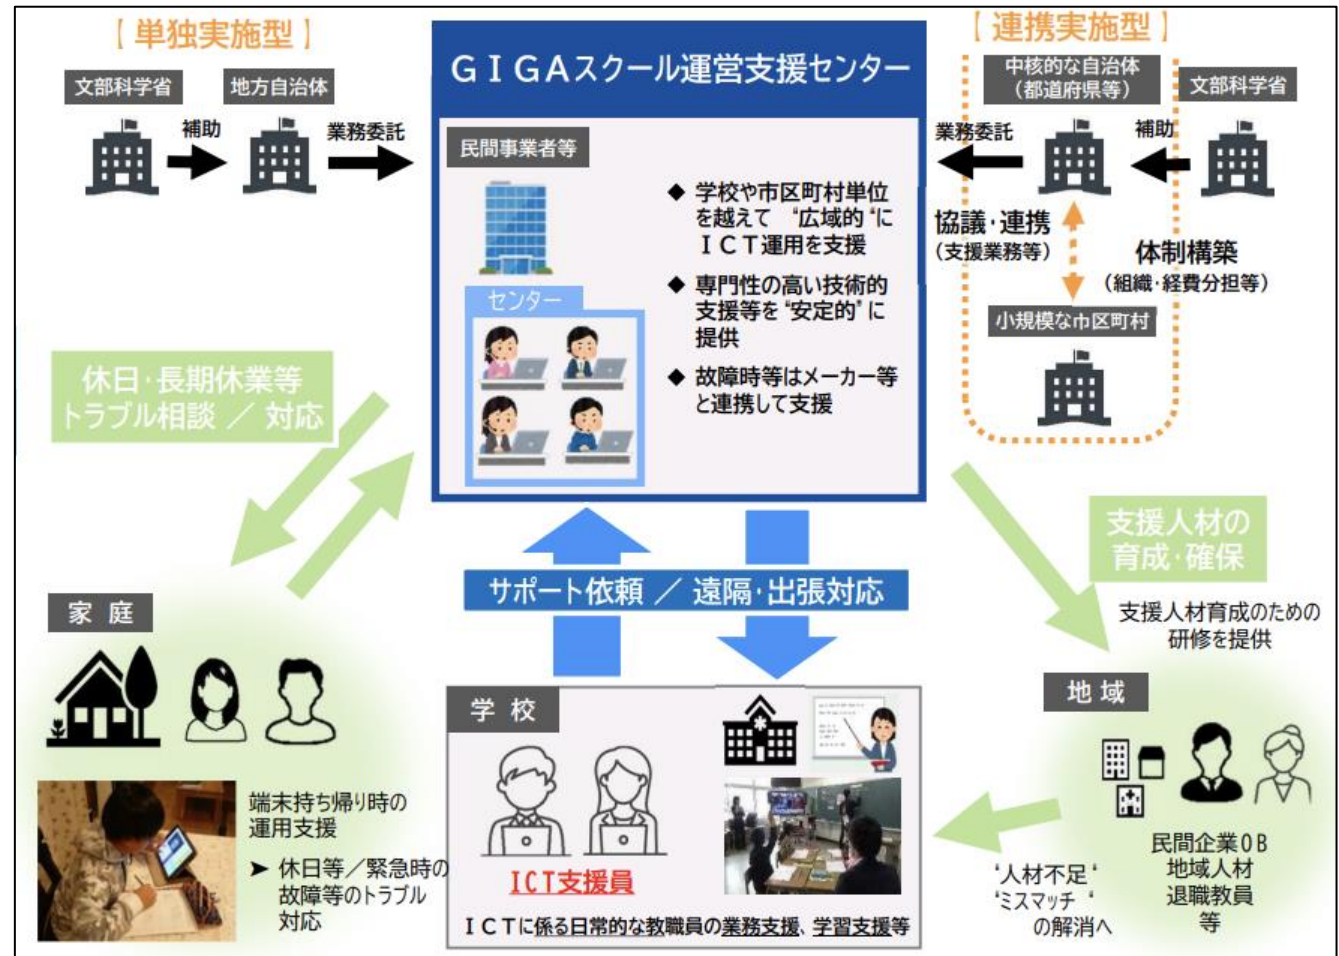 【単独実施型】
文部科学省
地方自治体
補助
業務委託
GIGAスクール運営支援センター
民間事業者等
センター
◆ 学校や市区町村単位
を越えて “広域的“に
ICT運用を支援
◆ 専門性の高い技術的
支援等を“安定的”に
提供
◆ 故障時等はメーカー等
と連携して支援
【連携実施型】
中核的な自治体
(都道府県等)
文部科学省
業務委託
補助
協議・連携
(支援業務等)
体制構築
(組織・経費分担等)
小規模な市区町村
休日・長期休業等
トラブル相談 / 対応
サポート依頼 / 遠隔・出張対応
支援人材の
育成・確保
支援人材育成のための
研修を提供
家庭
端末持ち帰り時の
運用支援
➤ 休日等/緊急時の
故障等のトラブル
対応
学校
ICT支援員
ICTに係る日常的な教職員の業務支援、学習支援等
地域
民間企業OB
地域人材
退職教員
等
“人材不足“
“ミスマッチ“
の解消へ